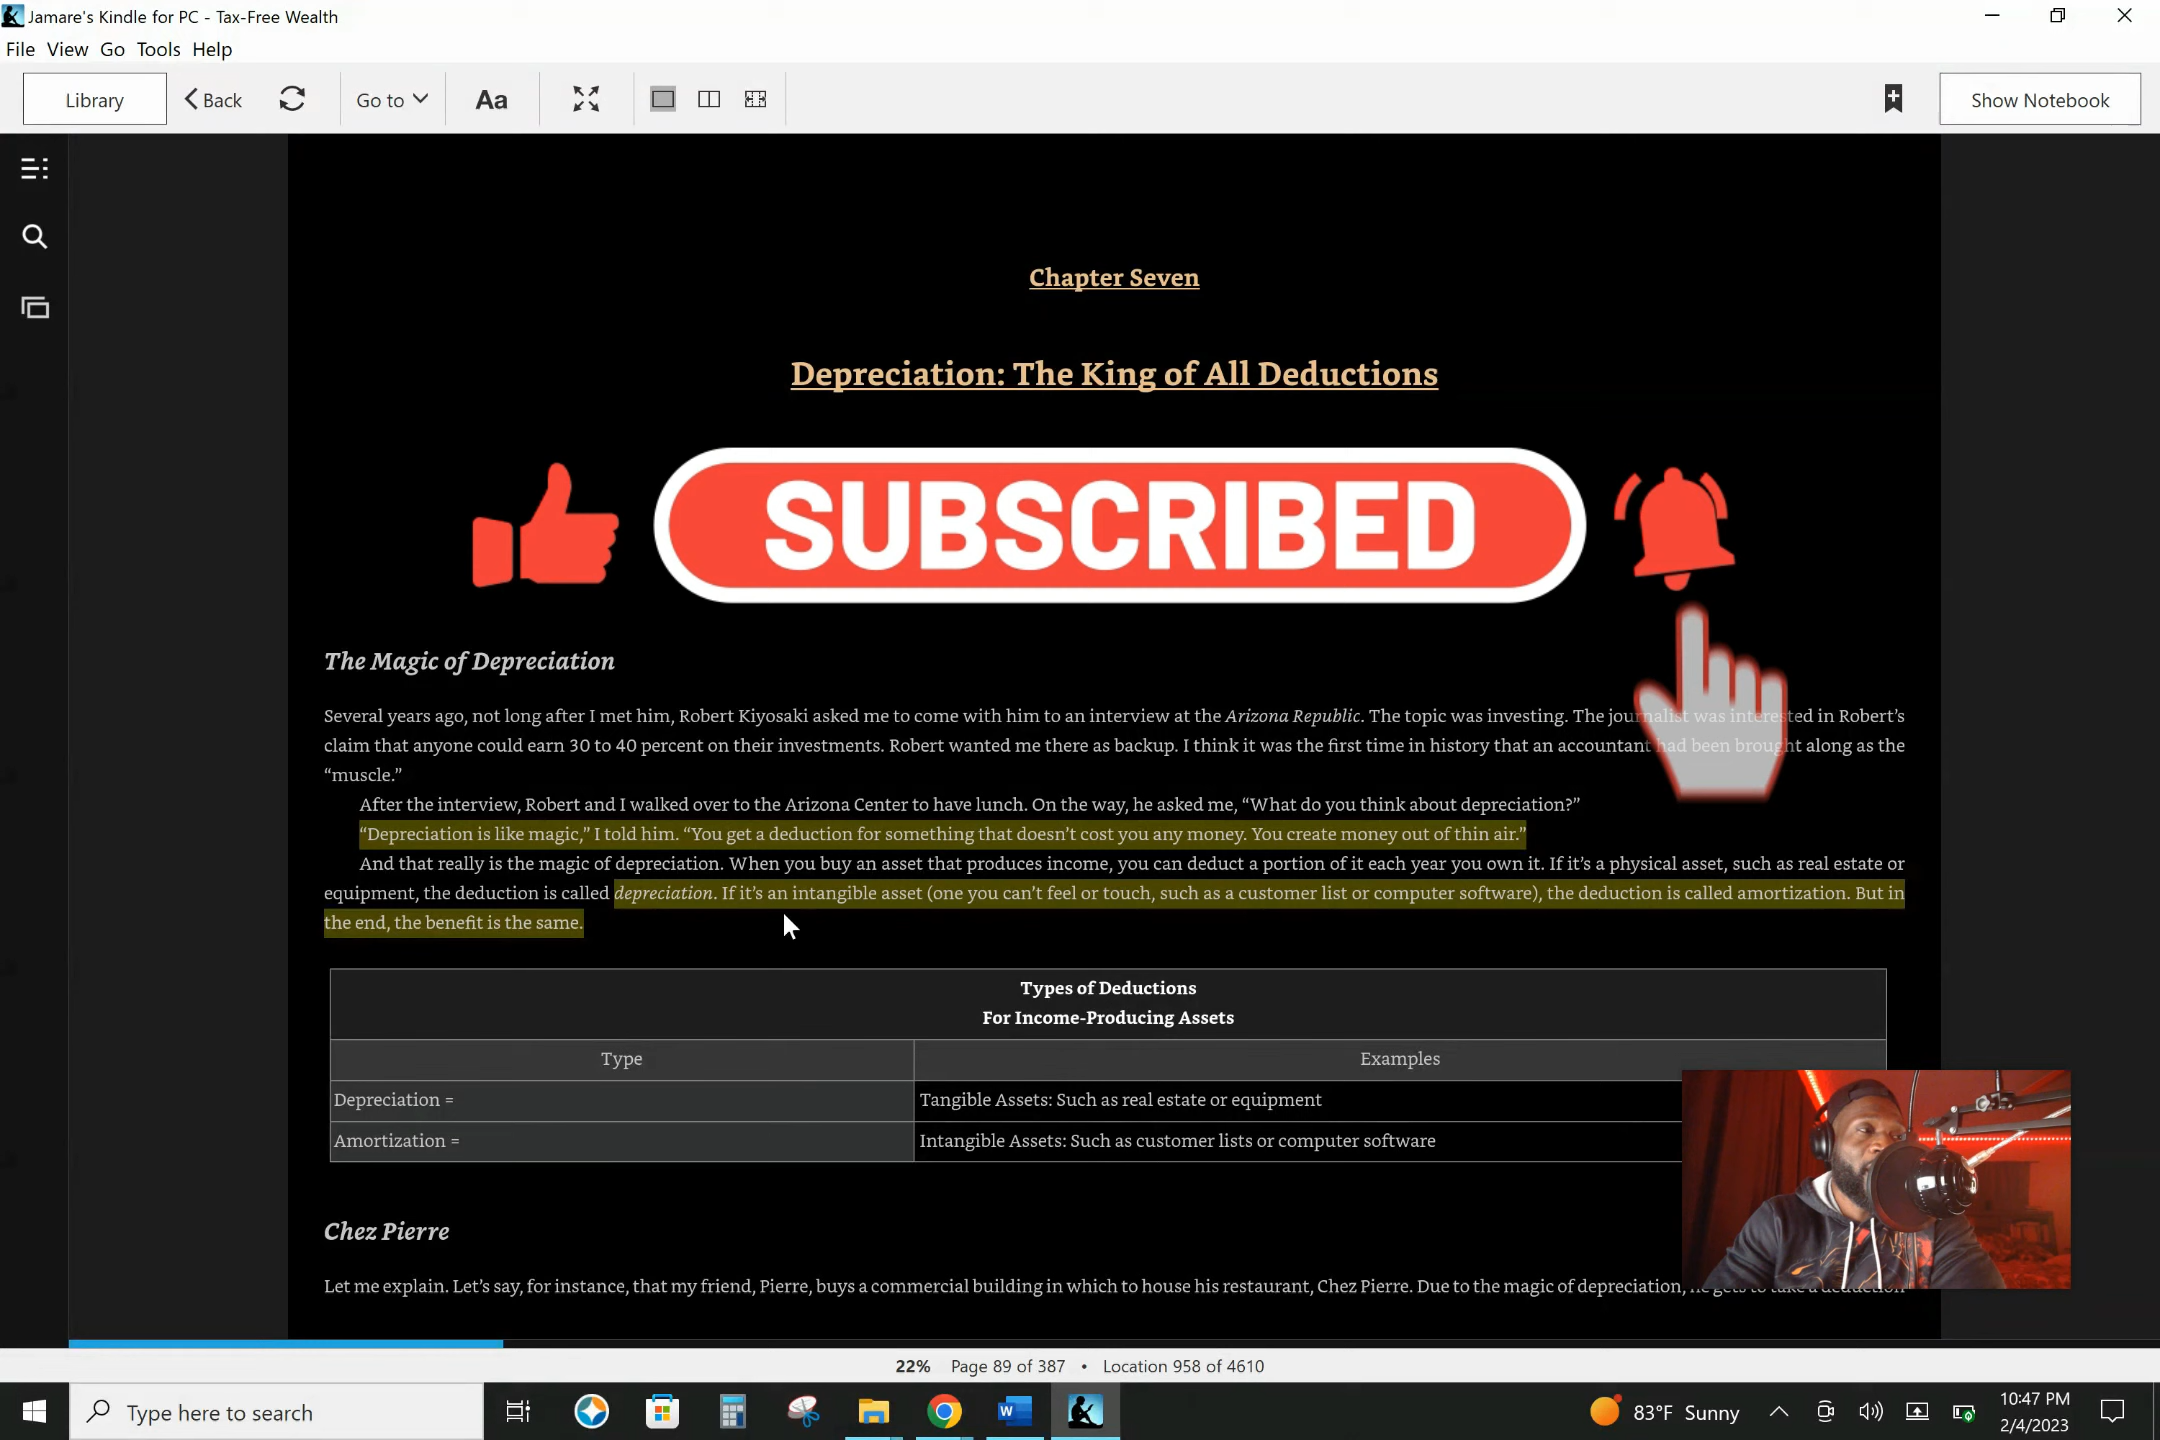 Jamare's Kindle for PC - Tax-Free Wealth
File View Go Tools Help
Library
Back
Go to
Aa
Show Notebook
Chapter Seven
Depreciation: The King of All Deductions
SUBSCRIBED
The Magic of Depreciation
Several years ago, not long after I met him, Robert Kiyosaki asked me to come with him to an interview at the Arizona Republic. The topic was investing. The journalist was interested in Robert’s
claim that anyone could earn 30 to 40 percent on their investments. Robert wanted me there as backup. I think it was the first time in history that an accountant had been brought along as the
“muscle.”
After the interview, Robert and I walked over to the Arizona Center to have lunch. On the way, he asked me, “What do you think about depreciation?”
“Depreciation is like magic,” I told him. “You get a deduction for something that doesn’t cost you any money. You create money out of thin air.”
And that really is the magic of depreciation. When you buy an asset that produces income, you can deduct a portion of it each year you own it. If it’s a physical asset, such as real estate or
equipment, the deduction is called depreciation. If it’s an intangible asset (one you can’t feel or touch, such as a customer list or computer software), the deduction is called amortization. But in
the end, the benefit is the same.
Types of Deductions
For Income-Producing Assets
Type Examples
Depreciation = Tangible Assets: Such as real estate or equipment
Amortization = Intangible Assets: Such as customer lists or computer software
Chez Pierre
Let me explain. Let’s say, for instance, that my friend, Pierre, buys a commercial building in which to house his restaurant, Chez Pierre. Due to the magic of depreciation,
22% Page 89 of 387 • Location 958 of 4610
Type here to search
83°F Sunny
10:47 PM
2/4/2023